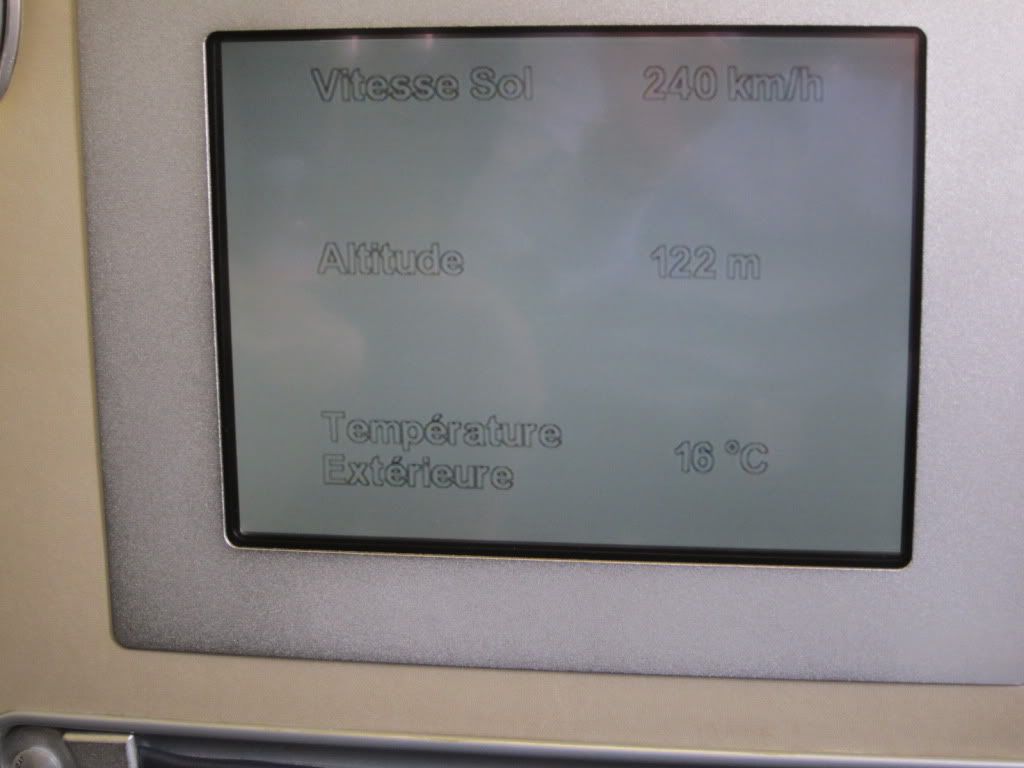 Vitesse Sol 240 km/h
Altitude 122 m
Température
Extérieure 16 °C